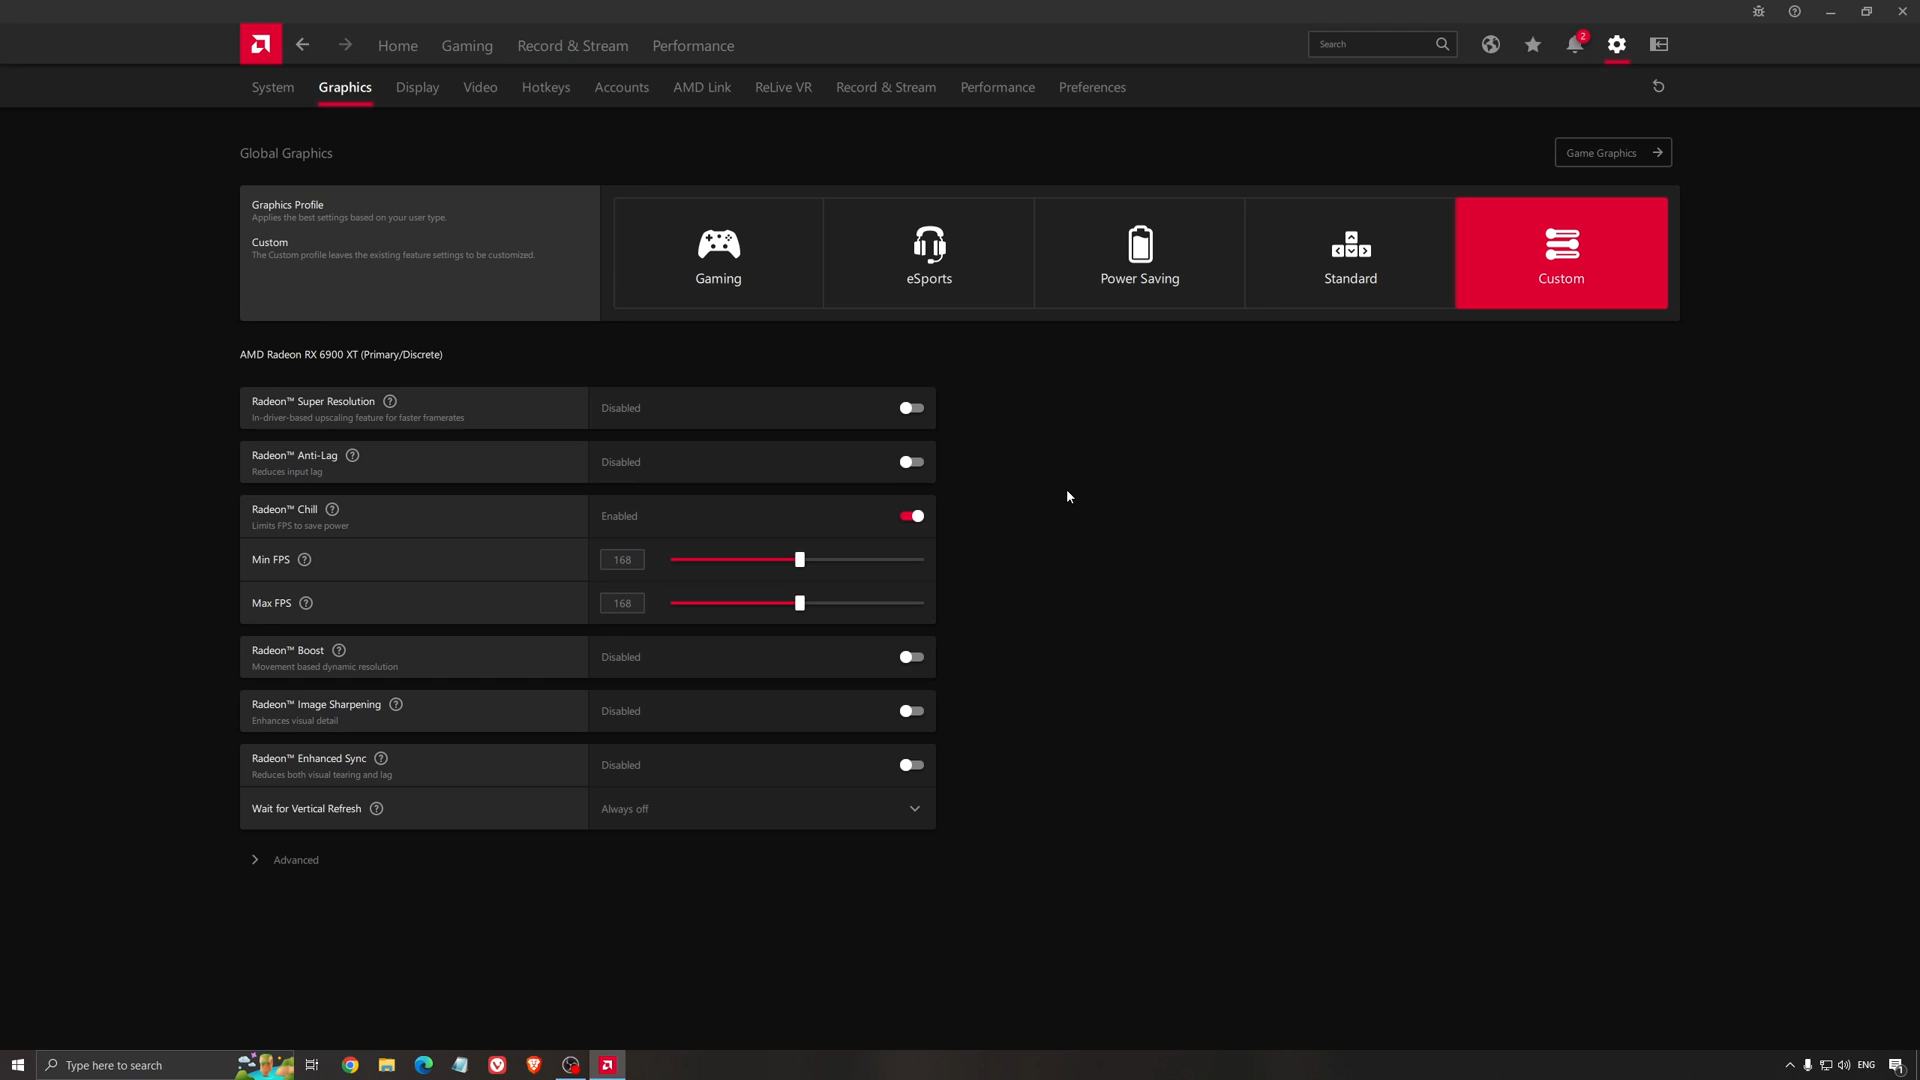 Home
Gaming
Record & Stream
Performance
Search
2
System
Graphics
Display
Video
Hotkeys
Accounts
AMD Link
ReLive VR
Record & Stream
Performance
Preferences
Global Graphics
Game Graphics
Graphics Profile
Applies the best settings based on your user type.
Custom
The Custom profile leaves the existing feature settings to be customized.
Gaming
eSports
Power Saving
Standard
Custom
AMD Radeon RX 6900 XT (Primary/Discrete)
Radeon™ Super Resolution
In-driver-based upscaling feature for faster framerates
Disabled
Radeon™ Anti-Lag
Reduces input lag
Disabled
Radeon™ Chill
Limits FPS to save power
Enabled
Min FPS
168
Max FPS
168
Radeon™ Boost
Movement based dynamic resolution
Disabled
Radeon™ Image Sharpening
Enhances visual detail
Disabled
Radeon™ Enhanced Sync
Reduces both visual tearing and lag
Disabled
Wait for Vertical Refresh
Always off
Advanced
Type here to search
ENG
1